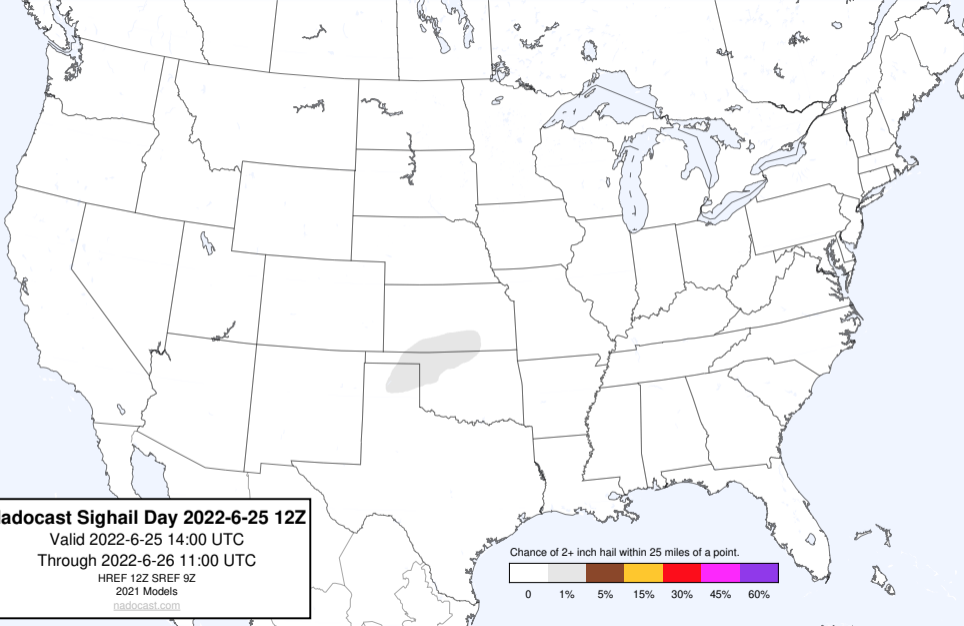 adocast Sighail Day 2022-6-25 12Z
Valid 2022-6-25 14:00 UTC
Through 2022-6-26 11:00 UTC
HREF 12Z SREF 9Z
2021 Models
nadocast.com
Chance of 2+ inch hail within 25 miles of a point.
0 1% 5% 15% 30% 45% 60%